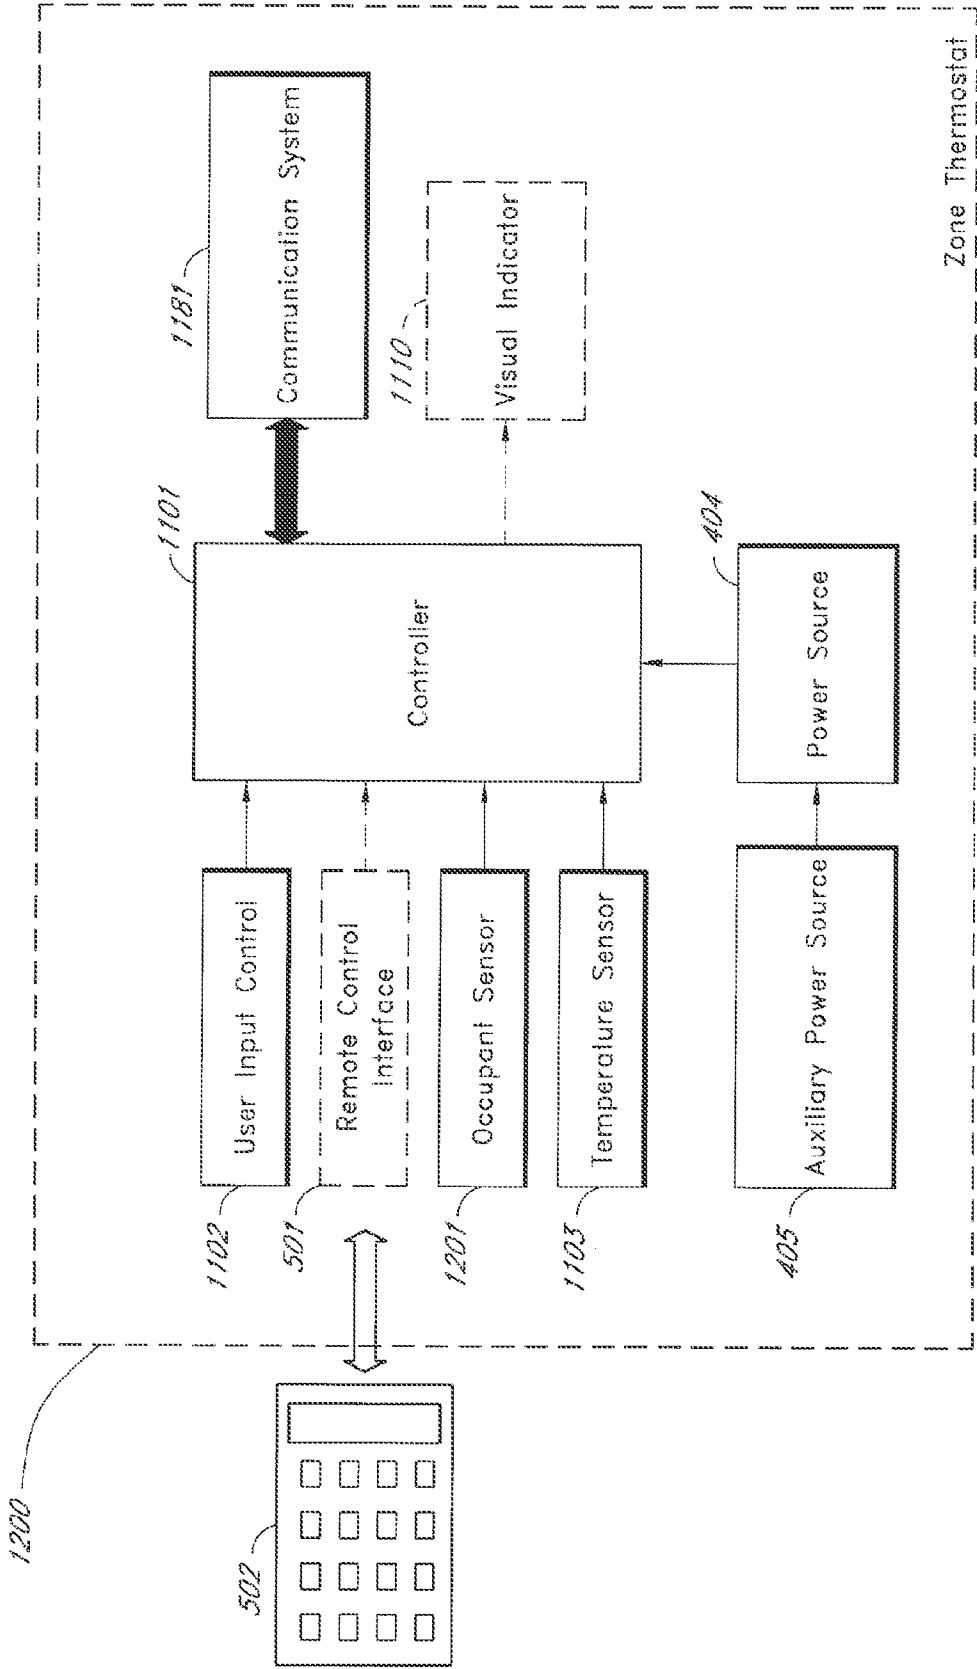 1200
502
1102
User Input Control
501
Remote Control
Interface
1201
Occupant Sensor
1103
Temperature Sensor
405
Auxiliary Power Source
1101
Controller
404
Power Source
1181
Communication System
1110
Visual Indicator
Zone Thermostat